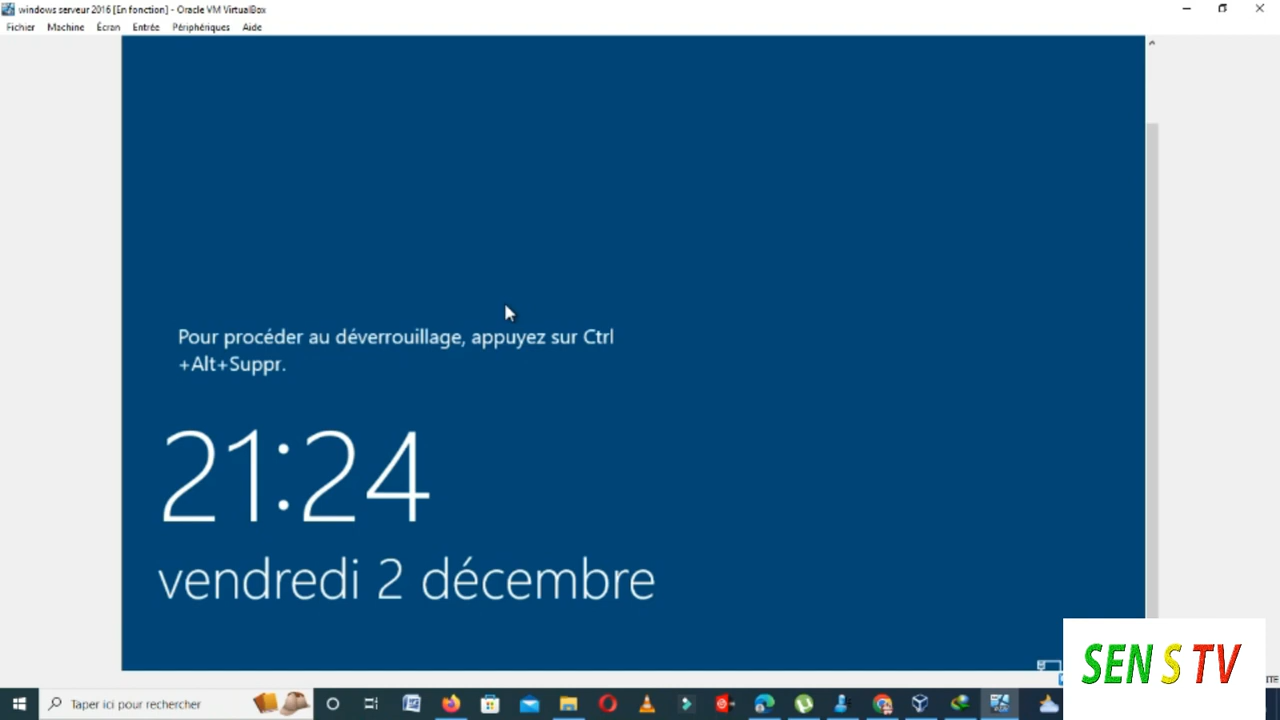 windows serveur 2016 [En fonction] - Oracle VM VirtualBox
Fichier Machine Écran Entrée Périphériques Aide
Pour procéder au déverrouillage, appuyez sur Ctrl
+Alt+Suppr.
21:24
vendredi 2 décembre
SEN S TV
Taper ici pour rechercher